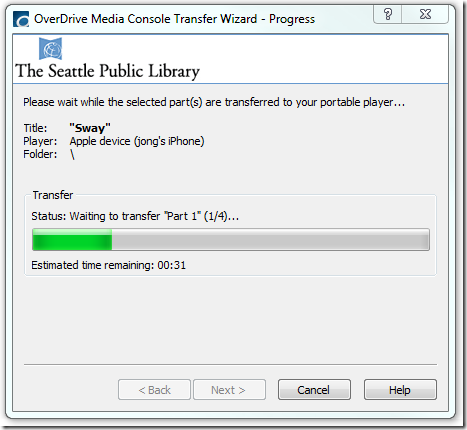 OverDrive Media Console Transfer Wizard - Progress
The Seattle Public Library
Please wait while the selected part(s) are transferred to your portable player...
Title: "Sway"
Player: Apple device (jong's iPhone)
Folder: \
Transfer
Status: Waiting to transfer "Part 1" (1/4)...
Estimated time remaining: 00:31
< Back Next > Cancel Help